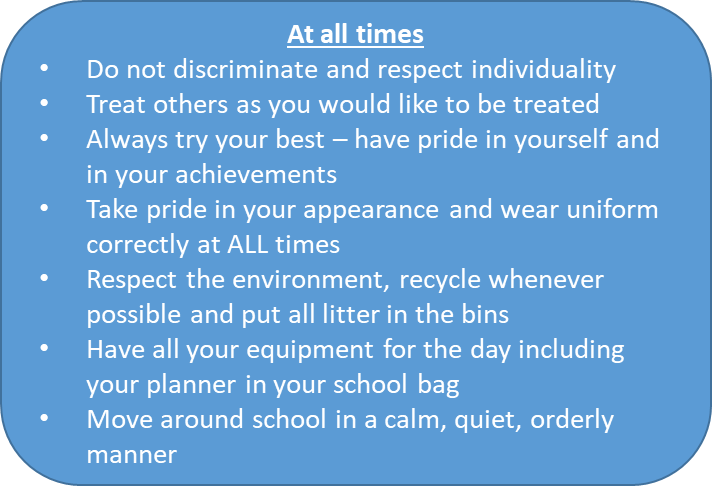 At all times
• Do not discriminate and respect individuality
• Treat others as you would like to be treated
• Always try your best – have pride in yourself and
in your achievements
• Take pride in your appearance and wear uniform
correctly at ALL times
• Respect the environment, recycle whenever
possible and put all litter in the bins
• Have all your equipment for the day including
your planner in your school bag
• Move around school in a calm, quiet, orderly
manner